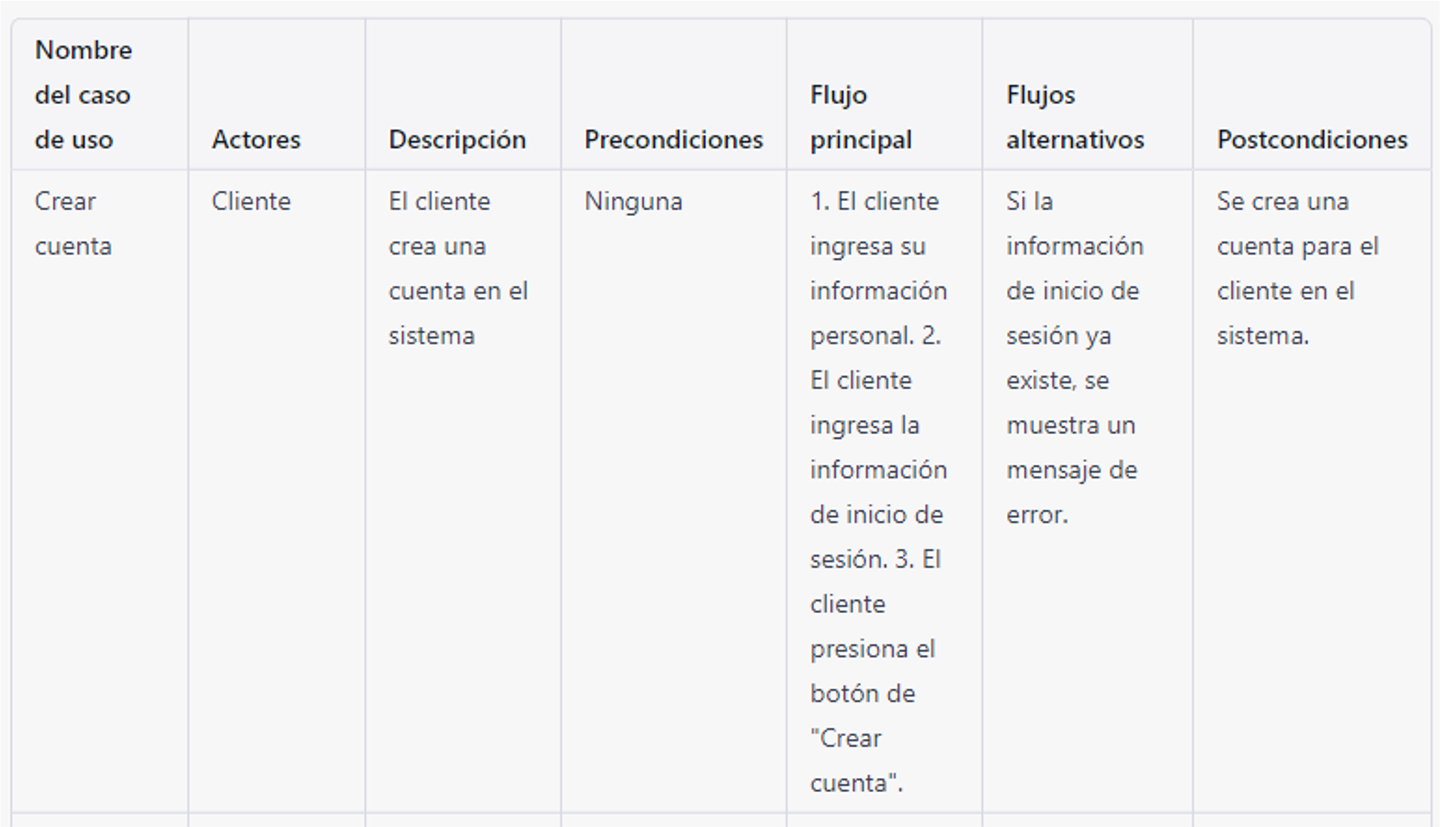 Nombre
del caso
de uso
Actores
Descripción
Precondiciones
Flujo
principal
Flujos
alternativos
Postcondiciones
Crear
cuenta
Cliente
El cliente
crea una
cuenta en el
sistema
Ninguna
1. El cliente
ingresa su
información
personal. 2.
El cliente
ingresa la
información
de inicio de
sesión. 3. El
cliente
presiona el
botón de
"Crear
cuenta".
Si la
información
de inicio de
sesión ya
existe, se
muestra un
mensaje de
error.
Se crea una
cuenta para el
cliente en el
sistema.